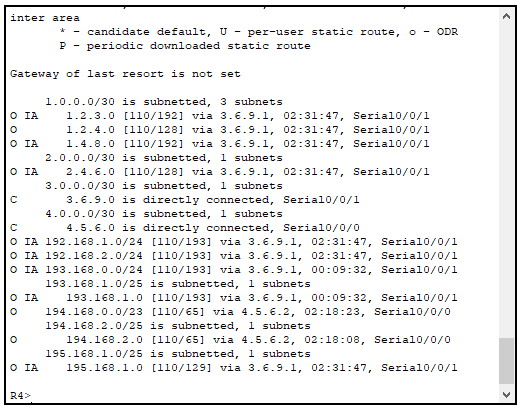 inter area
* - candidate default, U - per-user static route, o - ODR
P - periodic downloaded static route
Gateway of last resort is not set
1.0.0.0/30 is subnetted, 3 subnets
O IA 1.2.3.0 [110/192] via 3.6.9.1, 02:31:47, Serial0/0/1
O 1.2.4.0 [110/128] via 3.6.9.1, 02:31:47, Serial0/0/1
O IA 1.4.8.0 [110/192] via 3.6.9.1, 02:31:47, Serial0/0/1
2.0.0.0/30 is subnetted, 1 subnets
O IA 2.4.6.0 [110/128] via 3.6.9.1, 02:31:47, Serial0/0/1
3.0.0.0/30 is subnetted, 1 subnets
C 3.6.9.0 is directly connected, Serial0/0/1
4.0.0.0/30 is subnetted, 1 subnets
C 4.5.6.0 is directly connected, Serial0/0/0
O IA 192.168.1.0/24 [110/193] via 3.6.9.1, 02:31:47, Serial0/0/1
O IA 192.168.2.0/24 [110/193] via 3.6.9.1, 02:31:47, Serial0/0/1
O IA 193.168.0.0/24 [110/193] via 3.6.9.1, 00:09:32, Serial0/0/1
193.168.1.0/25 is subnetted, 1 subnets
O IA 193.168.1.0 [110/193] via 3.6.9.1, 00:09:32, Serial0/0/1
O 194.168.0.0/23 [110/65] via 4.5.6.2, 02:18:23, Serial0/0/0
194.168.2.0/25 is subnetted, 1 subnets
O 194.168.2.0 [110/65] via 4.5.6.2, 02:18:08, Serial0/0/0
195.168.1.0/25 is subnetted, 1 subnets
O IA 195.168.1.0 [110/129] via 3.6.9.1, 02:31:47, Serial0/0/1
R4>